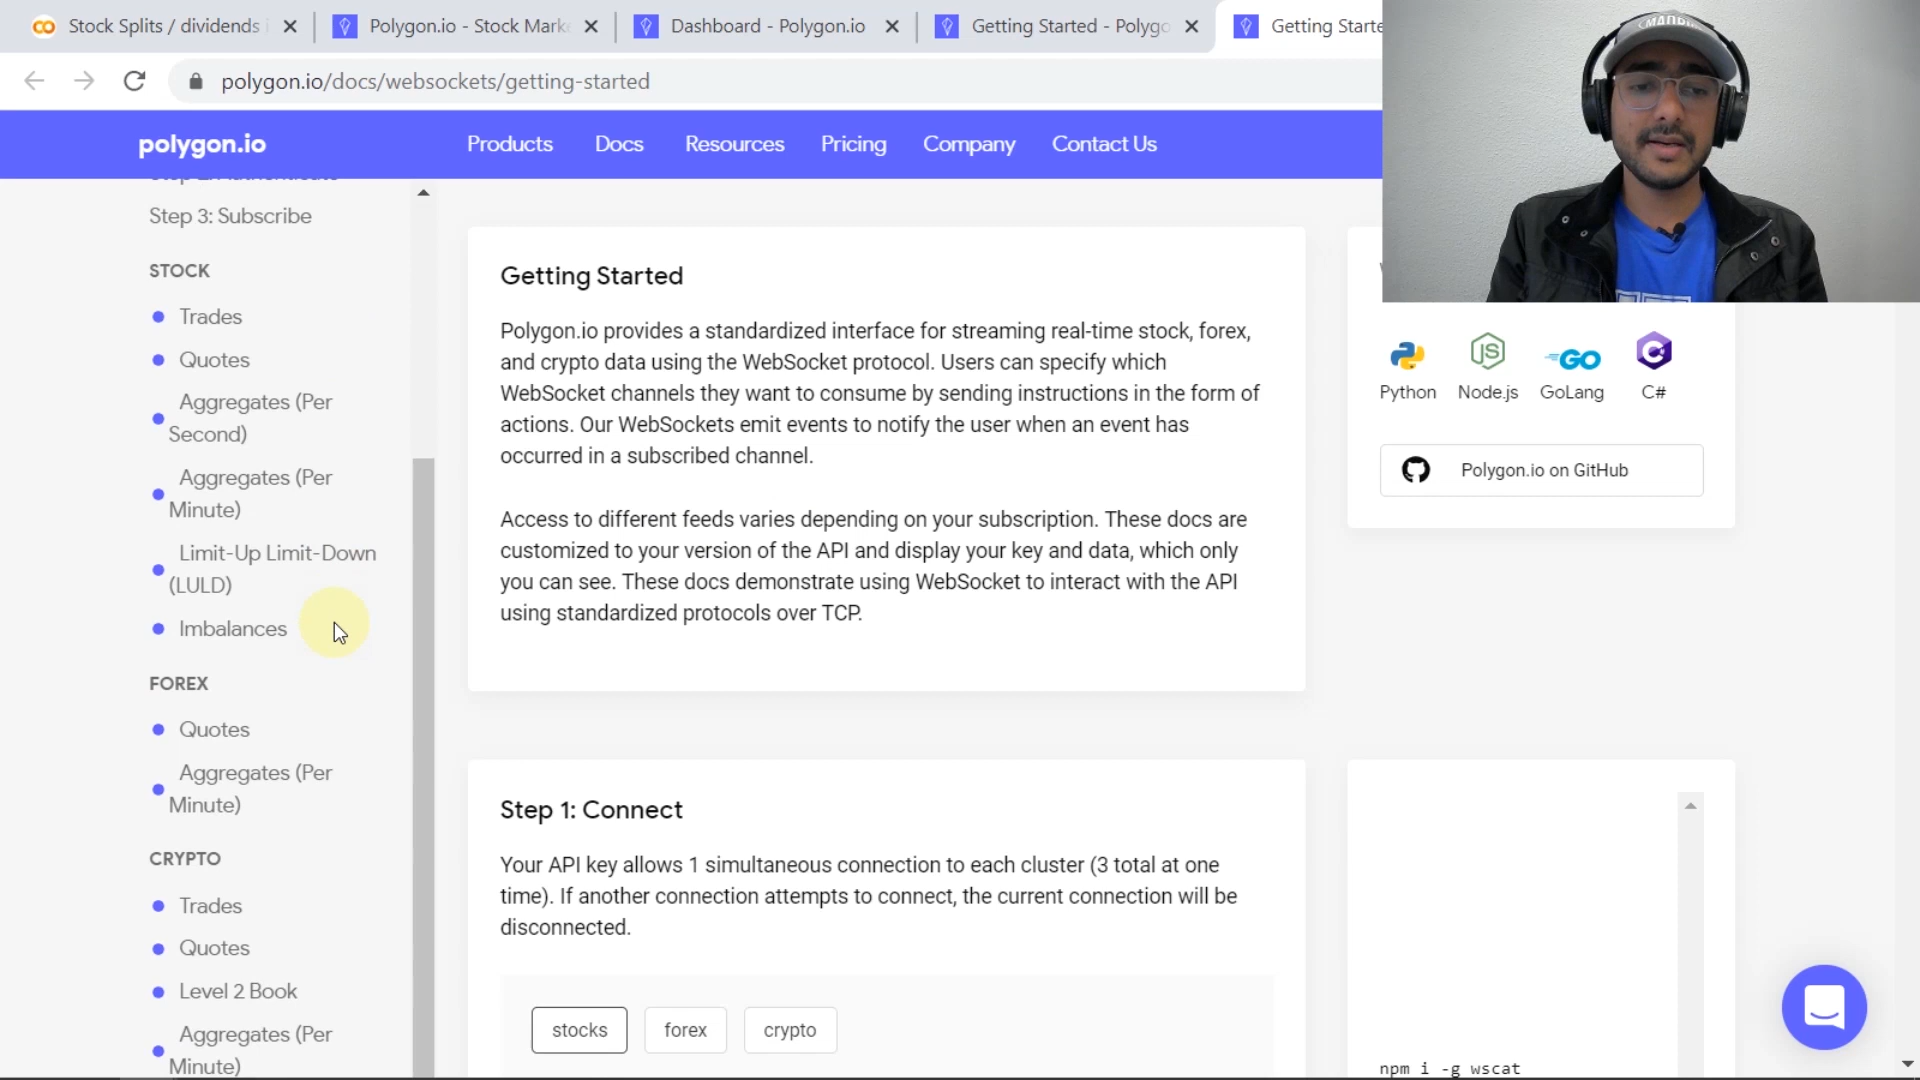 Stock Splits / dividends i
Polygon.io - Stock Mark
Dashboard - Polygon.io
Getting Started - Polygo
Getting Starte
polygon.io/docs/websockets/getting-started
polygon.io
Products
Docs
Resources
Pricing
Company
Contact Us
Step 3: Subscribe
STOCK
Trades
Quotes
Aggregates (Per
Second)
Aggregates (Per
Minute)
Limit-Up Limit-Down
(LULD)
Imbalances
FOREX
Quotes
Aggregates (Per
Minute)
CRYPTO
Trades
Quotes
Level 2 Book
Aggregates (Per
Minute)
Getting Started
Polygon.io provides a standardized interface for streaming real-time stock, forex,
and crypto data using the WebSocket protocol. Users can specify which
WebSocket channels they want to consume by sending instructions in the form of
actions. Our WebSockets emit events to notify the user when an event has
occurred in a subscribed channel.
Access to different feeds varies depending on your subscription. These docs are
customized to your version of the API and display your key and data, which only
you can see. These docs demonstrate using WebSocket to interact with the API
using standardized protocols over TCP.
Step 1: Connect
Your API key allows 1 simultaneous connection to each cluster (3 total at one
time). If another connection attempts to connect, the current connection will be
disconnected.
stocks
forex
crypto
Python
Node.js
GoLang
C#
Polygon.io on GitHub
npm i -g wscat